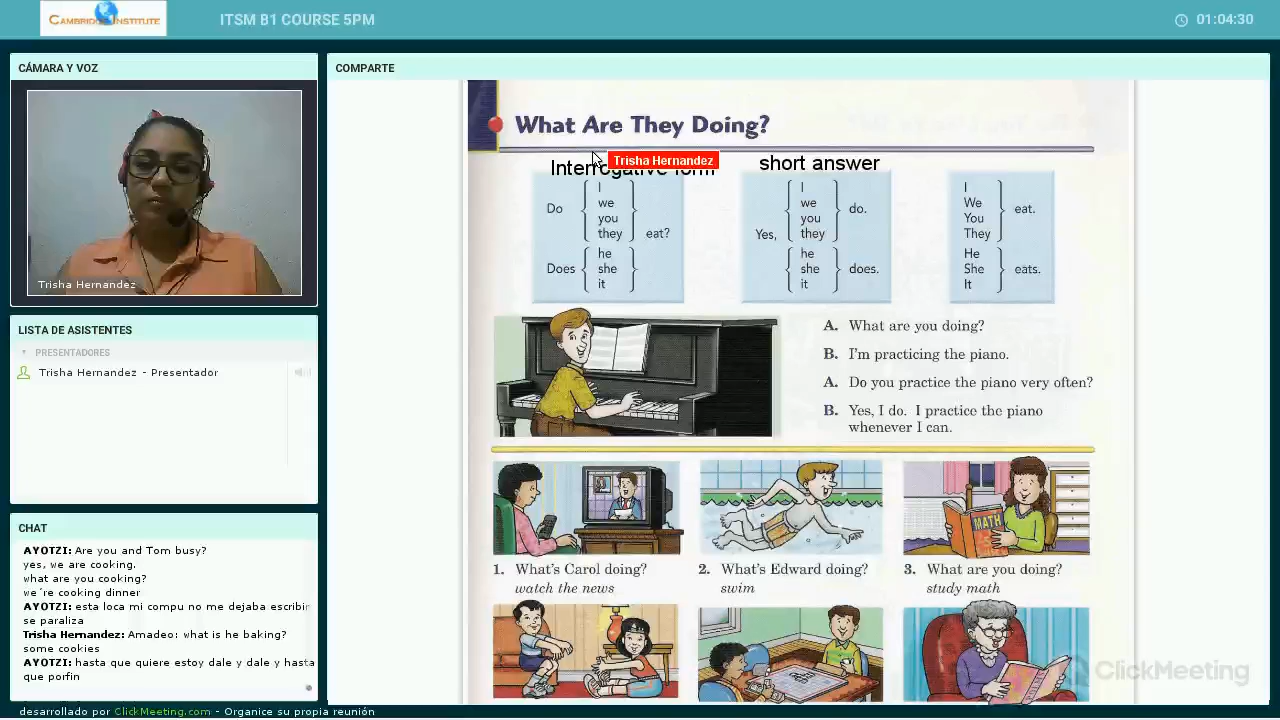 CAMBRIDGE INSTITUTE
ITSM B1 COURSE 5PM
01:04:30
CÁMARA Y VOZ
Trisha Hernandez
LISTA DE ASISTENTES
PRESENTADORES
Trisha Hernandez - Presentador
CHAT
AYOTZI: Are you and Tom busy?
yes, we are cooking.
what are you cooking?
we´re cooking dinner
AYOTZI: esta loca mi compu no me dejaba escribir
se paraliza
Trisha Hernandez: Amadeo: what is he baking?
some cookies
AYOTZI: hasta que quiere estoy dale y dale y hasta
que porfin
COMPARTE
What Are They Doing?
Interrogative form
Trisha Hernandez
short answer
Do
I
we
you
they
eat?
Does
he
she
it
Yes,
I
we
you
they
do.
he
she
it
does.
I
We
You
They
eat.
He
She
It
eats.
A. What are you doing?
B. I'm practicing the piano.
A. Do you practice the piano very often?
B. Yes, I do. I practice the piano
whenever I can.
MATH
1. What's Carol doing?
watch the news
2. What's Edward doing?
swim
3. What are you doing?
study math
ClickMeeting
desarrollado por ClickMeeting.com - Organice su propia reunión